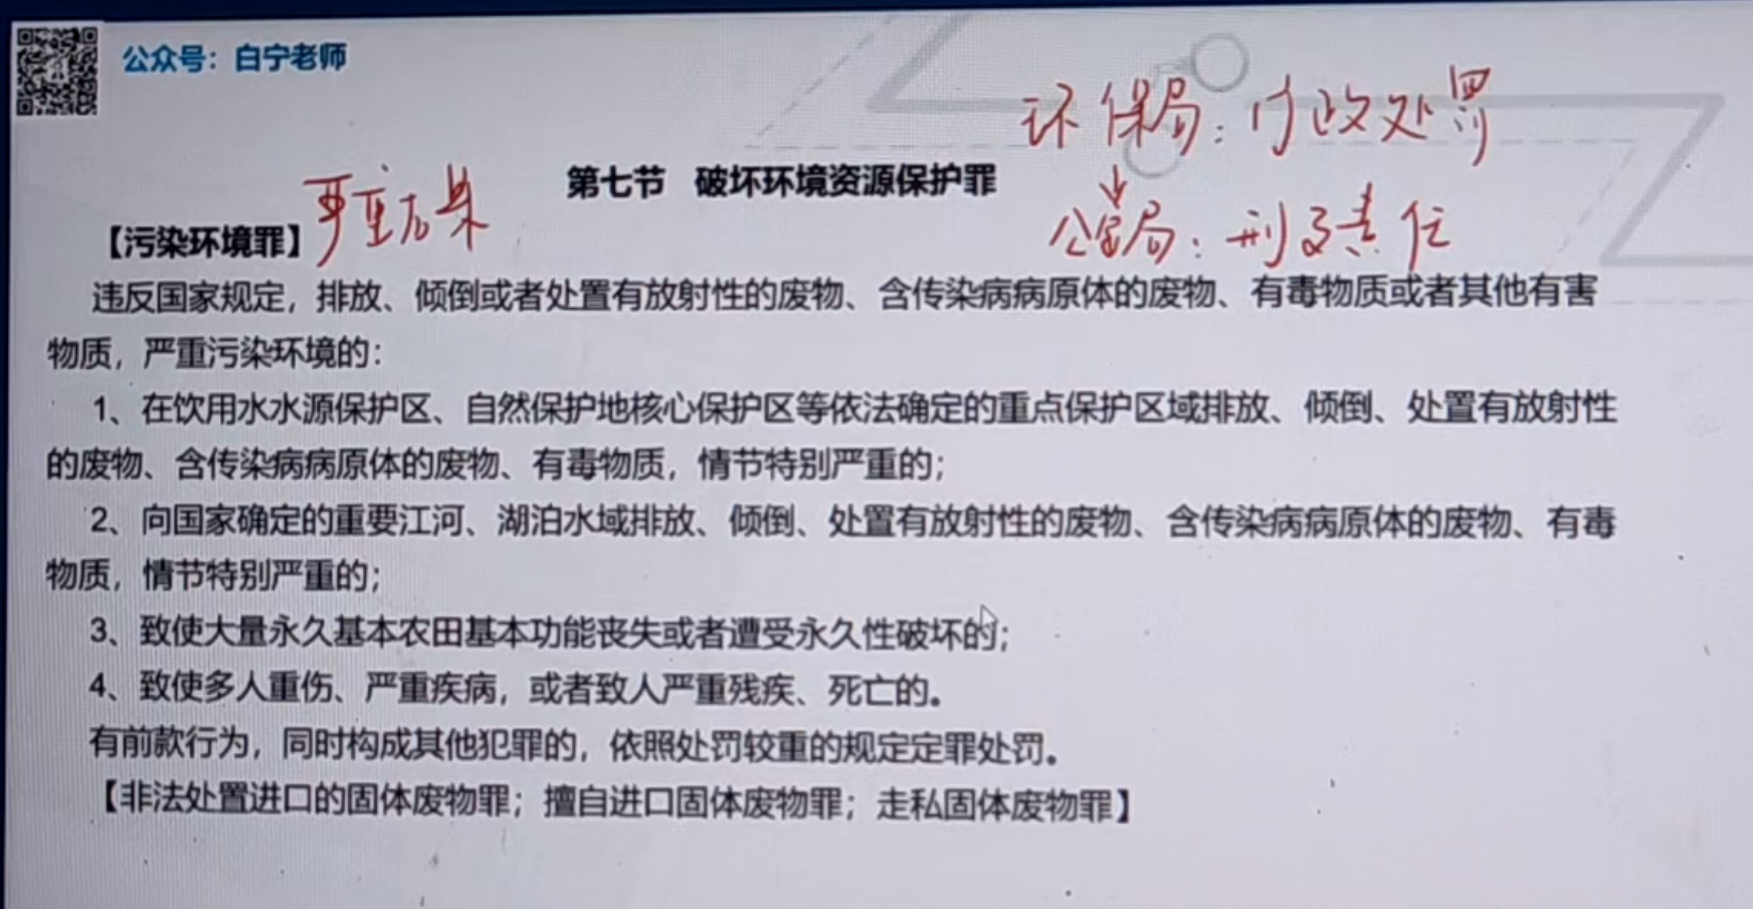 公众号：白宁老师
环保局：行政处罚
第七节 破坏环境资源保护罪
↓
公安局：刑事责任
【污染环境罪】严重后果
违反国家规定，排放、倾倒或者处置有放射性的废物、含传染病病原体的废物、有毒物质或者其他有害
物质，严重污染环境的：
1、在饮用水水源保护区、自然保护地核心保护区等依法确定的重点保护区域排放、倾倒、处置有放射性
的废物、含传染病病原体的废物、有毒物质，情节特别严重的；
2、向国家确定的重要江河、湖泊水域排放、倾倒、处置有放射性的废物、含传染病病原体的废物、有毒
物质，情节特别严重的；
3、致使大量永久基本农田基本功能丧失或者遭受永久性破坏的；
4、致使多人重伤、严重疾病，或者致人严重残疾、死亡的。
有前款行为，同时构成其他犯罪的，依照处罚较重的规定定罪处罚。
【非法处置进口的固体废物罪；擅自进口固体废物罪；走私固体废物罪】